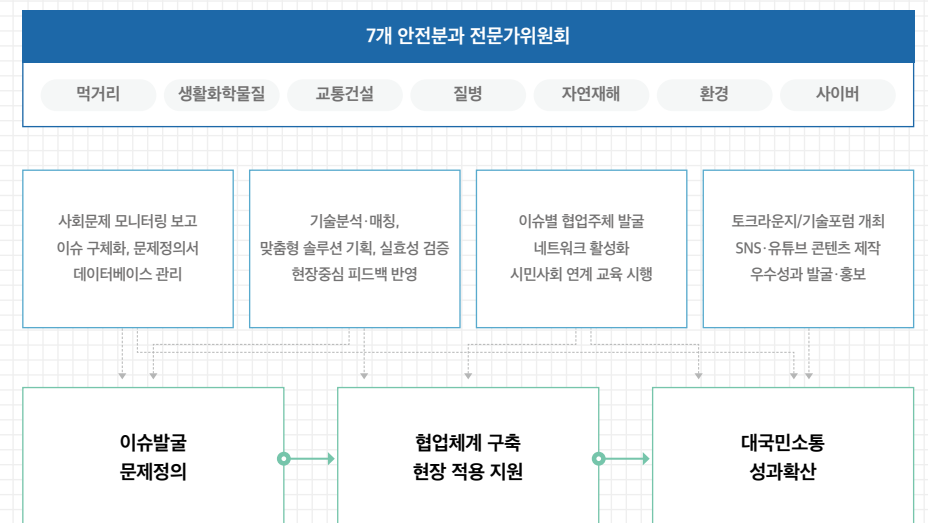 7개 안전분과 전문가위원회
먹거리
생활화학물질
교통건설
질병
자연재해
환경
사이버
사회문제 모니터링 보고
이슈 구체화, 문제정의서
데이터베이스 관리
기술분석·매칭,
맞춤형 솔루션 기획, 실효성 검증
현장중심 피드백 반영
이슈별 협업주체 발굴
네트워크 활성화
시민사회 연계 교육 시행
토크라운지/기술포럼 개최
SNS·유튜브 콘텐츠 제작
우수성과 발굴·홍보
이슈발굴
문제정의
협업체계 구축
현장 적용 지원
대국민소통
성과확산